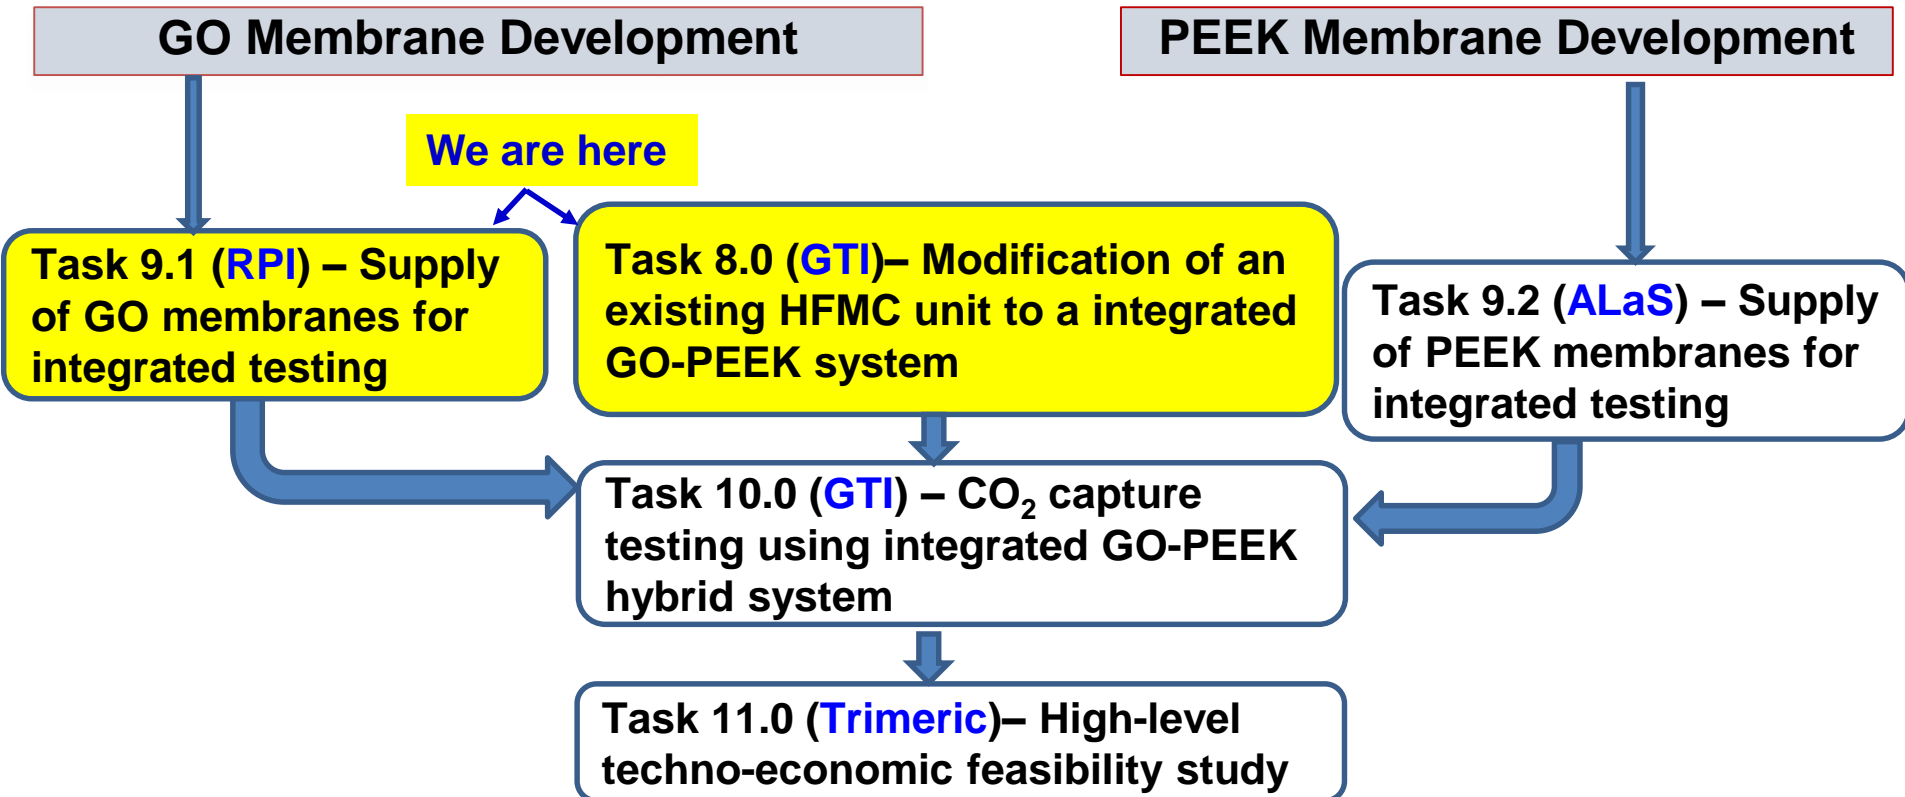 GO Membrane Development
PEEK Membrane Development
We are here
Task 9.1 (RPI) – Supply
of GO membranes for
integrated testing
Task 8.0 (GTI)– Modification of an
existing HFMC unit to a integrated
GO-PEEK system
Task 9.2 (ALaS) – Supply
of PEEK membranes for
integrated testing
Task 10.0 (GTI) – CO₂ capture
testing using integrated GO-PEEK
hybrid system
Task 11.0 (Trimeric)– High-level
techno-economic feasibility study